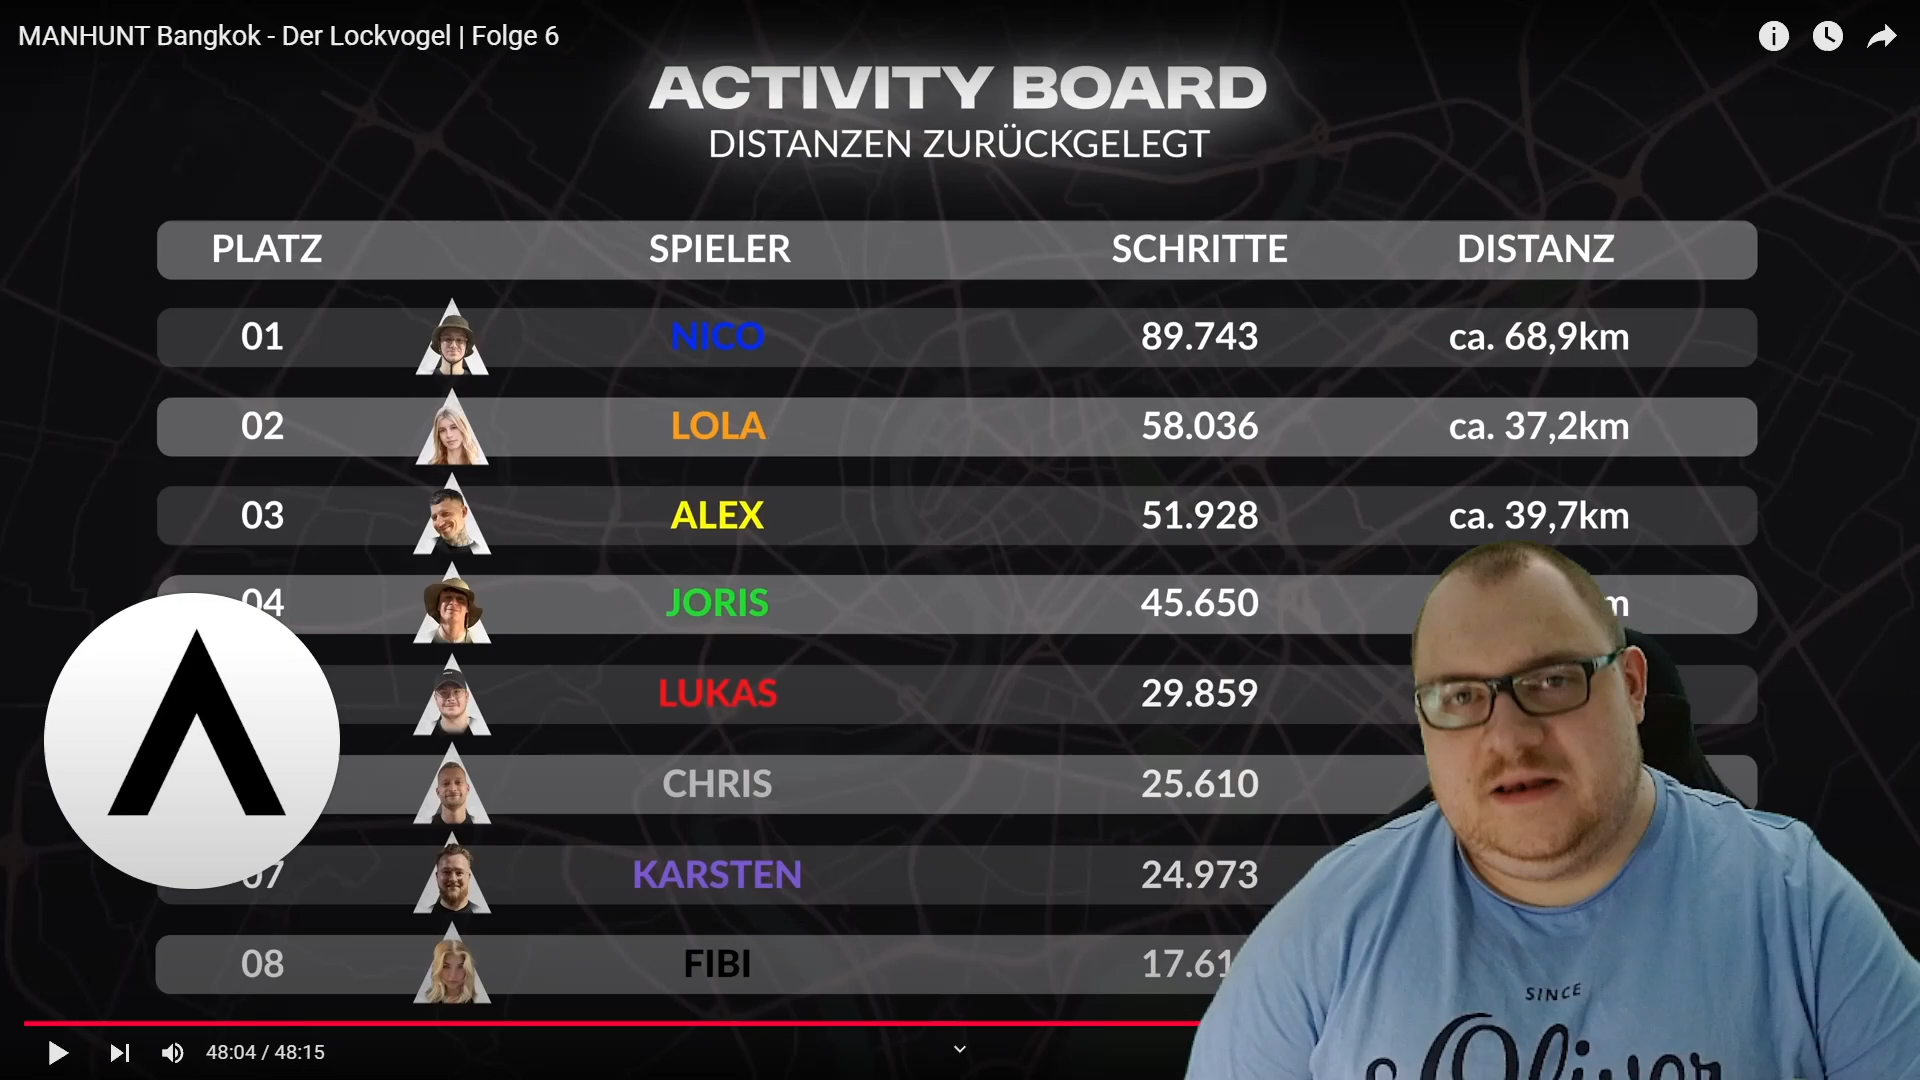 MANHUNT Bangkok - Der Lockvogel | Folge 6
ACTIVITY BOARD
DISTANZEN ZURÜCKGELEGT
PLATZ SPIELER SCHRITTE DISTANZ
01 NICO 89.743 ca. 68,9km
02 LOLA 58.036 ca. 37,2km
03 ALEX 51.928 ca. 39,7km
04 JORIS 45.650
LUKAS 29.859
CHRIS 25.610
07 KARSTEN 24.973
08 FIBI
SINCE
Oliver
48:04 / 48:15